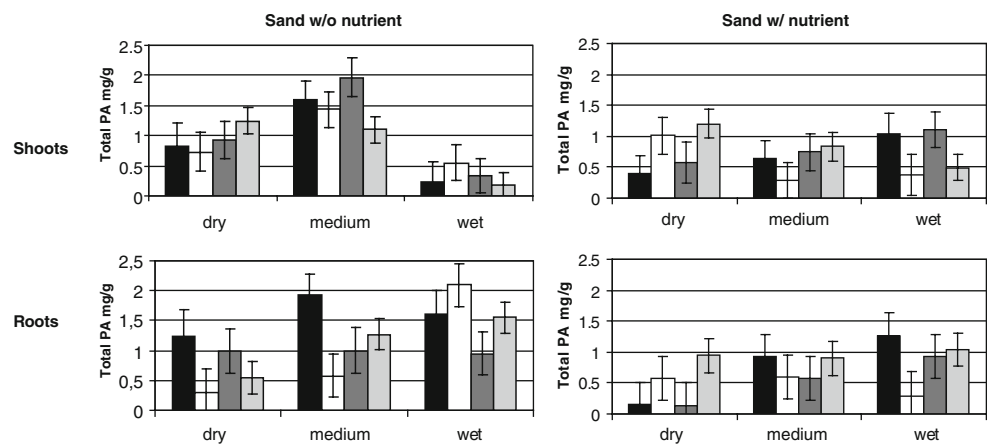 Sand w/o nutrient
Sand w/ nutrient
Shoots
Total PA mg/g
2.5
2
1.5
1
0.5
0
dry medium wet
Total PA mg/g
2.5
2
1.5
1
0.5
0
dry medium wet
Roots
Total PA mg/g
2,5
2
1,5
1
0,5
0
dry medium wet
Total PA mg/g
2.5
2
1.5
1
0.5
0
dry medium wet